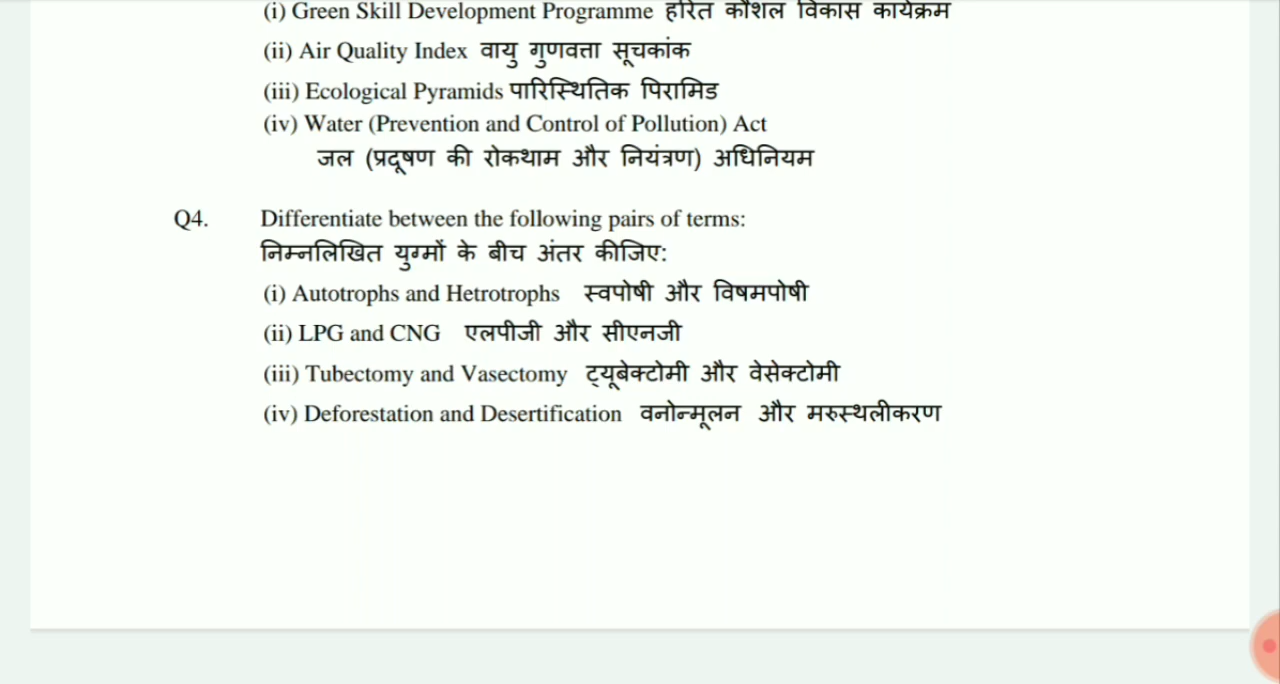 (i) Green Skill Development Programme हरित कौशल विकास कार्यक्रम
(ii) Air Quality Index वायु गुणवत्ता सूचकांक
(iii) Ecological Pyramids पारिस्थितिक पिरामिड
(iv) Water (Prevention and Control of Pollution) Act
जल (प्रदूषण की रोकथाम और नियंत्रण) अधिनियम
Q4. Differentiate between the following pairs of terms:
निम्नलिखित युग्मों के बीच अंतर कीजिए:
(i) Autotrophs and Hetrotrophs स्वपोषी और विषमपोषी
(ii) LPG and CNG एलपीजी और सीएनजी
(iii) Tubectomy and Vasectomy ट्यूबेक्टोमी और वेसेक्टोमी
(iv) Deforestation and Desertification वनोन्मूलन और मरुस्थलीकरण